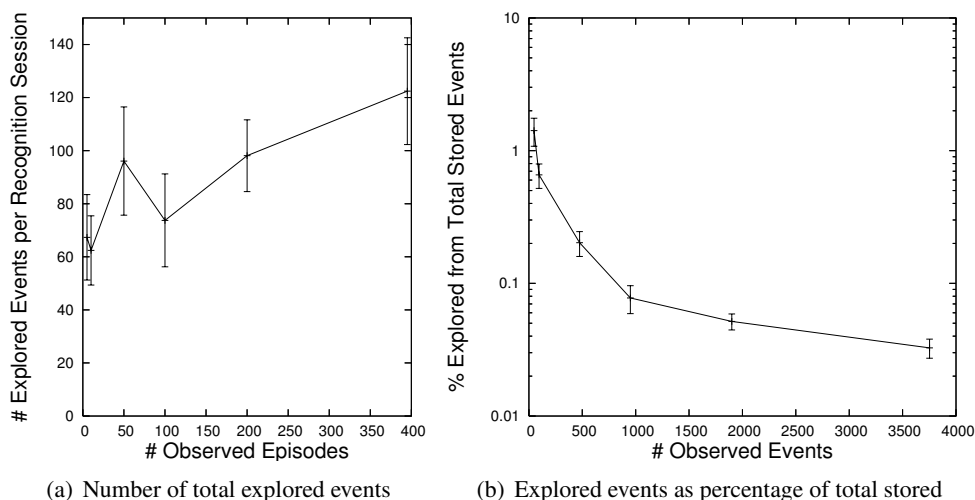 # Explored Events per Recognition Session
140
120
100
80
60
40
20
0
0 50 100 150 200 250 300 350 400
# Observed Episodes
(a) Number of total explored events
% Explored from Total Stored Events
10
1
0.1
0.01
0 500 1000 1500 2000 2500 3000 3500 4000
# Observed Events
(b) Explored events as percentage of total stored